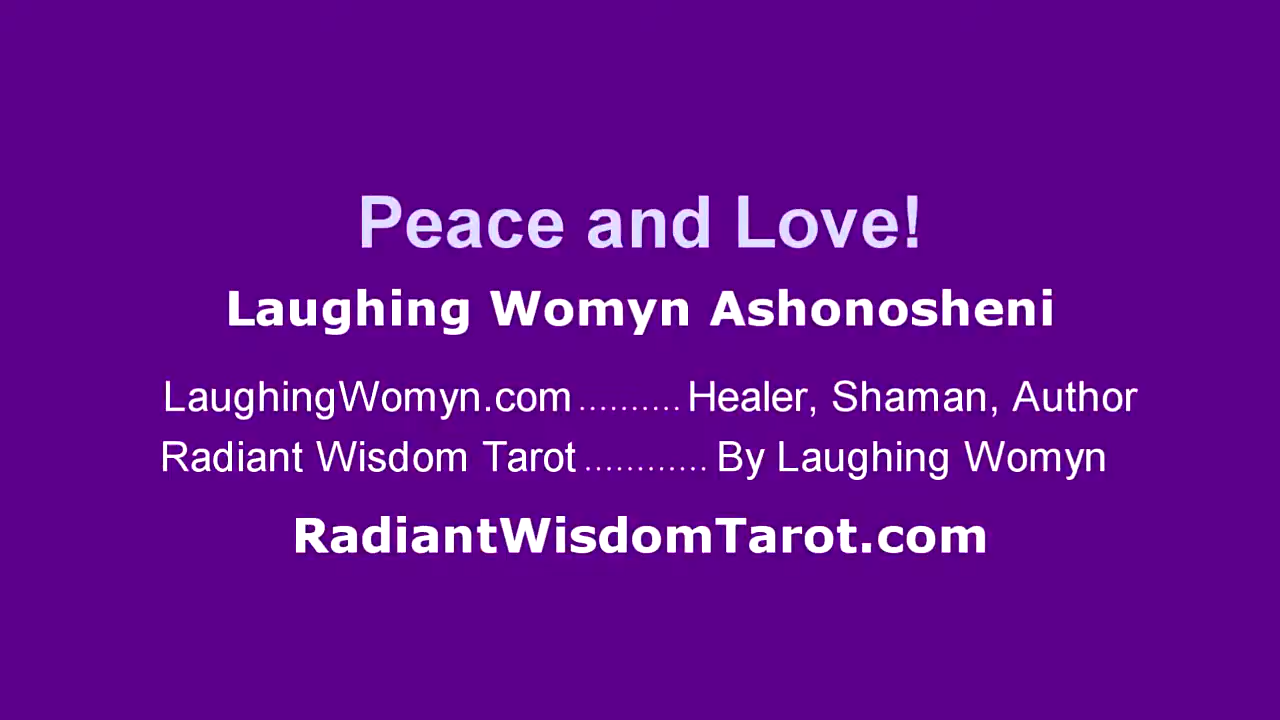 Peace and Love!
Laughing Womyn Ashonosheni
LaughingWomyn.com .......... Healer, Shaman, Author
Radiant Wisdom Tarot ............ By Laughing Womyn
RadiantWisdomTarot.com